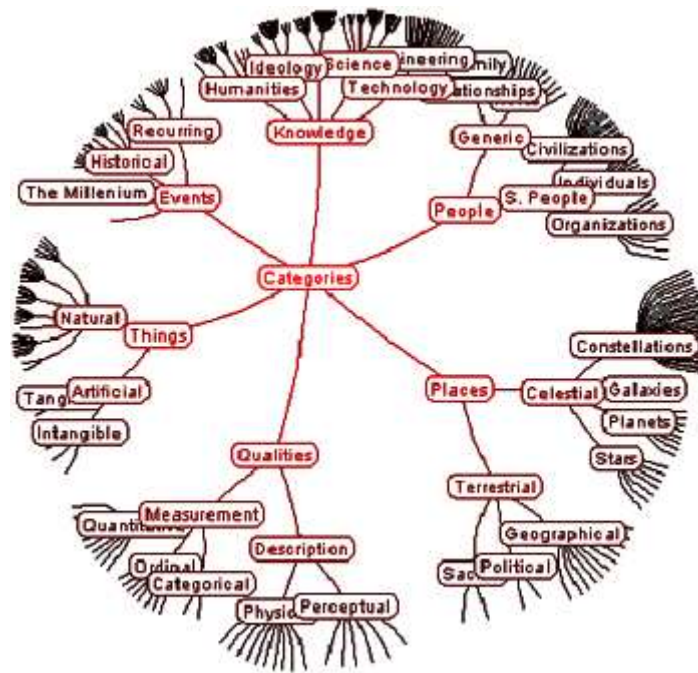 Ideology
Science
Humanities
Technology
Knowledge
Recurring
Historical
The Millenium
Events
Generic
Civilizations
Individuals
S. People
People
Organizations
Categories
Natural
Things
Artificial
Intangible
Constellations
Places
Celestial
Galaxies
Planets
Stars
Qualities
Terrestrial
Measurement
Geographical
Description
Ordinal
Political
Categorical
Perceptual